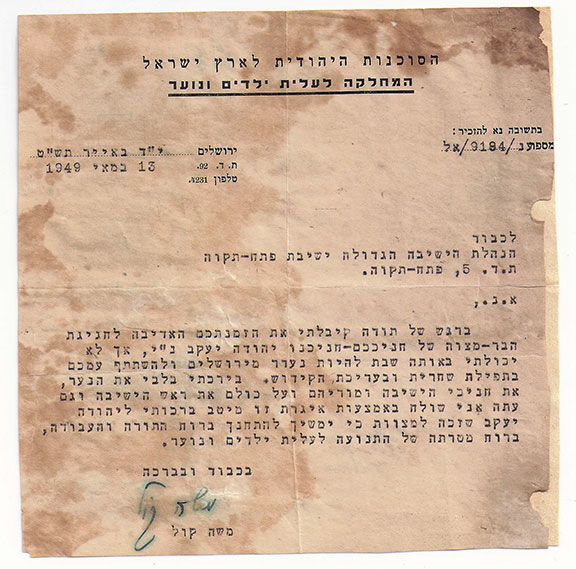 הסוכנות היהודית לארץ ישראל
המחלקה לעלית ילדים ונוער
בתשובה נא להזכיר:
מספר ענ/9184/אל
ירושלים י"ד באייר תש"ט
ת. ד. 92. 13 במאי 1949
טלפון 4231.
לכבוד
הנהלת הישיבה הגדולה ישיבת פתח-תקוה
ת.ד. 5, פתח-תקוה.
א.נ.,
ברגש של תודה קיבלתי את הזמנתכם האדיבה לחגיגת
הבר-מצוה של חניככם-חניכנו יהודה יעקב נ"י, אך לא
יכולתי באותה שבת להיות נעדר מירושלים ולהשתתף עמכם
בתפילת שחרית ובעריכת הקידוש. בירכתי בלבי את הנער,
את חניכי הישיבה ומוריהם ועל כולם את ראש הישיבה וגם
עתה אני שולח באמצעות איגרת זו מיטב ברכותי ליהודה
יעקב שזכה למצוות כי ימשיך להתחנך ברוח התורה והעבודה,
ברוח מטרתה של התנועה לעלית ילדים ונוער.
בכבוד ובברכה
משה קול
משה קול